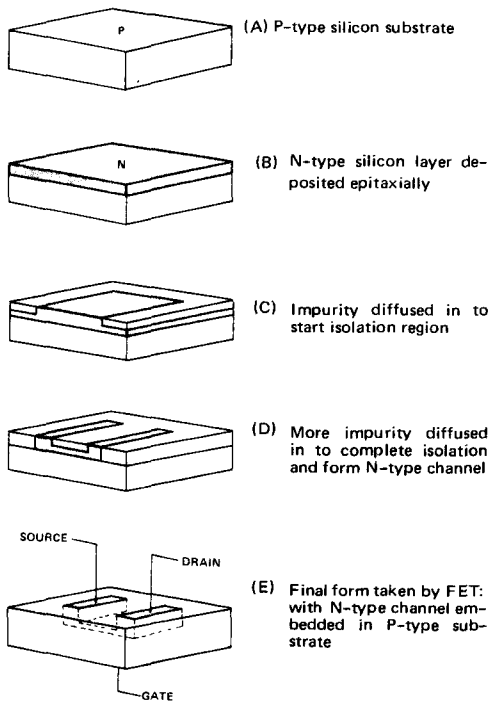 P
(A) P-type silicon substrate
N
(B) N-type silicon layer de-
posited epitaxially
(C) Impurity diffused in to
start isolation region
(D) More impurity diffused
in to complete isolation
and form N-type channel
SOURCE
DRAIN
(E) Final form taken by FET:
with N-type channel em-
bedded in P-type sub-
strate
GATE